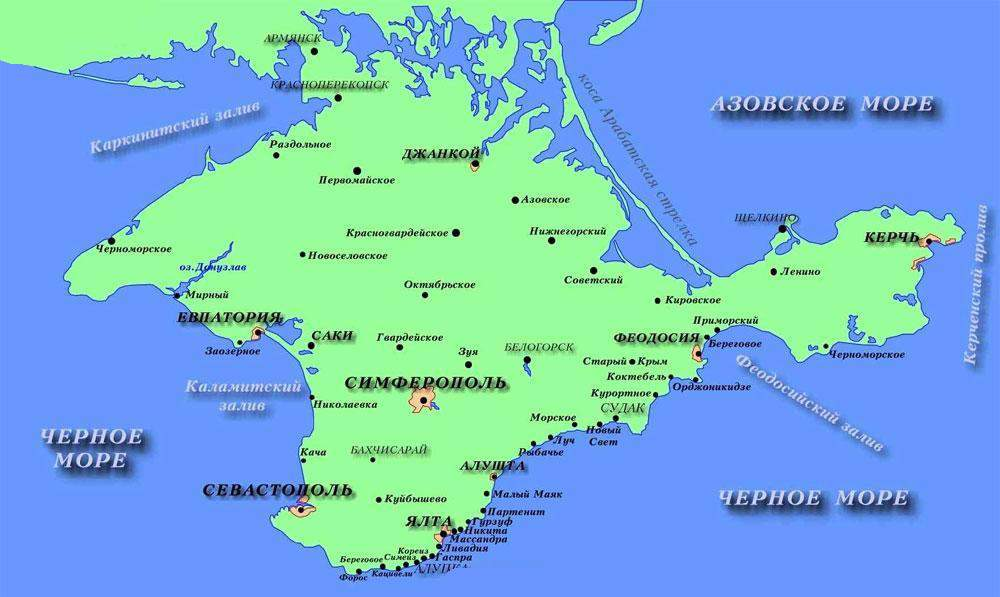 АРМЯНСК
КРАСНОПЕРЕКОПСК
Каркинитский залив
коса Арабатская стрелка
АЗОВСКОЕ МОРЕ
Раздольное
ДЖАНКОЙ
Первомайское
Азовское
ЩЕЛКИНО
Черноморское
Красногвардейское
Нижнегорский
КЕРЧЬ
Керченский пролив
Новоселовское
оз.Донузлав
Советский
Ленино
Мирный
Октябрьское
Кировское
ЕВПАТОРИЯ
Приморский
Заозерное
САКИ
Гвардейское
ФЕОДОСИЯ
Береговое
Зуя
БЕЛОГОРСК
Черноморское
Старый Крым
Феодосийский залив
СИМФЕРОПОЛЬ
Коктебель
Орджоникидзе
Каламитский
залив
Николаевка
Курортное
СУДАК
Морское
Новый
Свет
ЧЕРНОЕ
МОРЕ
Луч
Рыбачье
Кача
БАХЧИСАРАЙ
АЛУШТА
СЕВАСТОПОЛЬ
Куйбышево
Малый Маяк
ЧЕРНОЕ МОРЕ
Партенит
ЯЛТА
Гурзуф
Никита
Массандра
Ливадия
Кореиз
Гаспра
Береговое
Симеиз
Форос
Кацивели